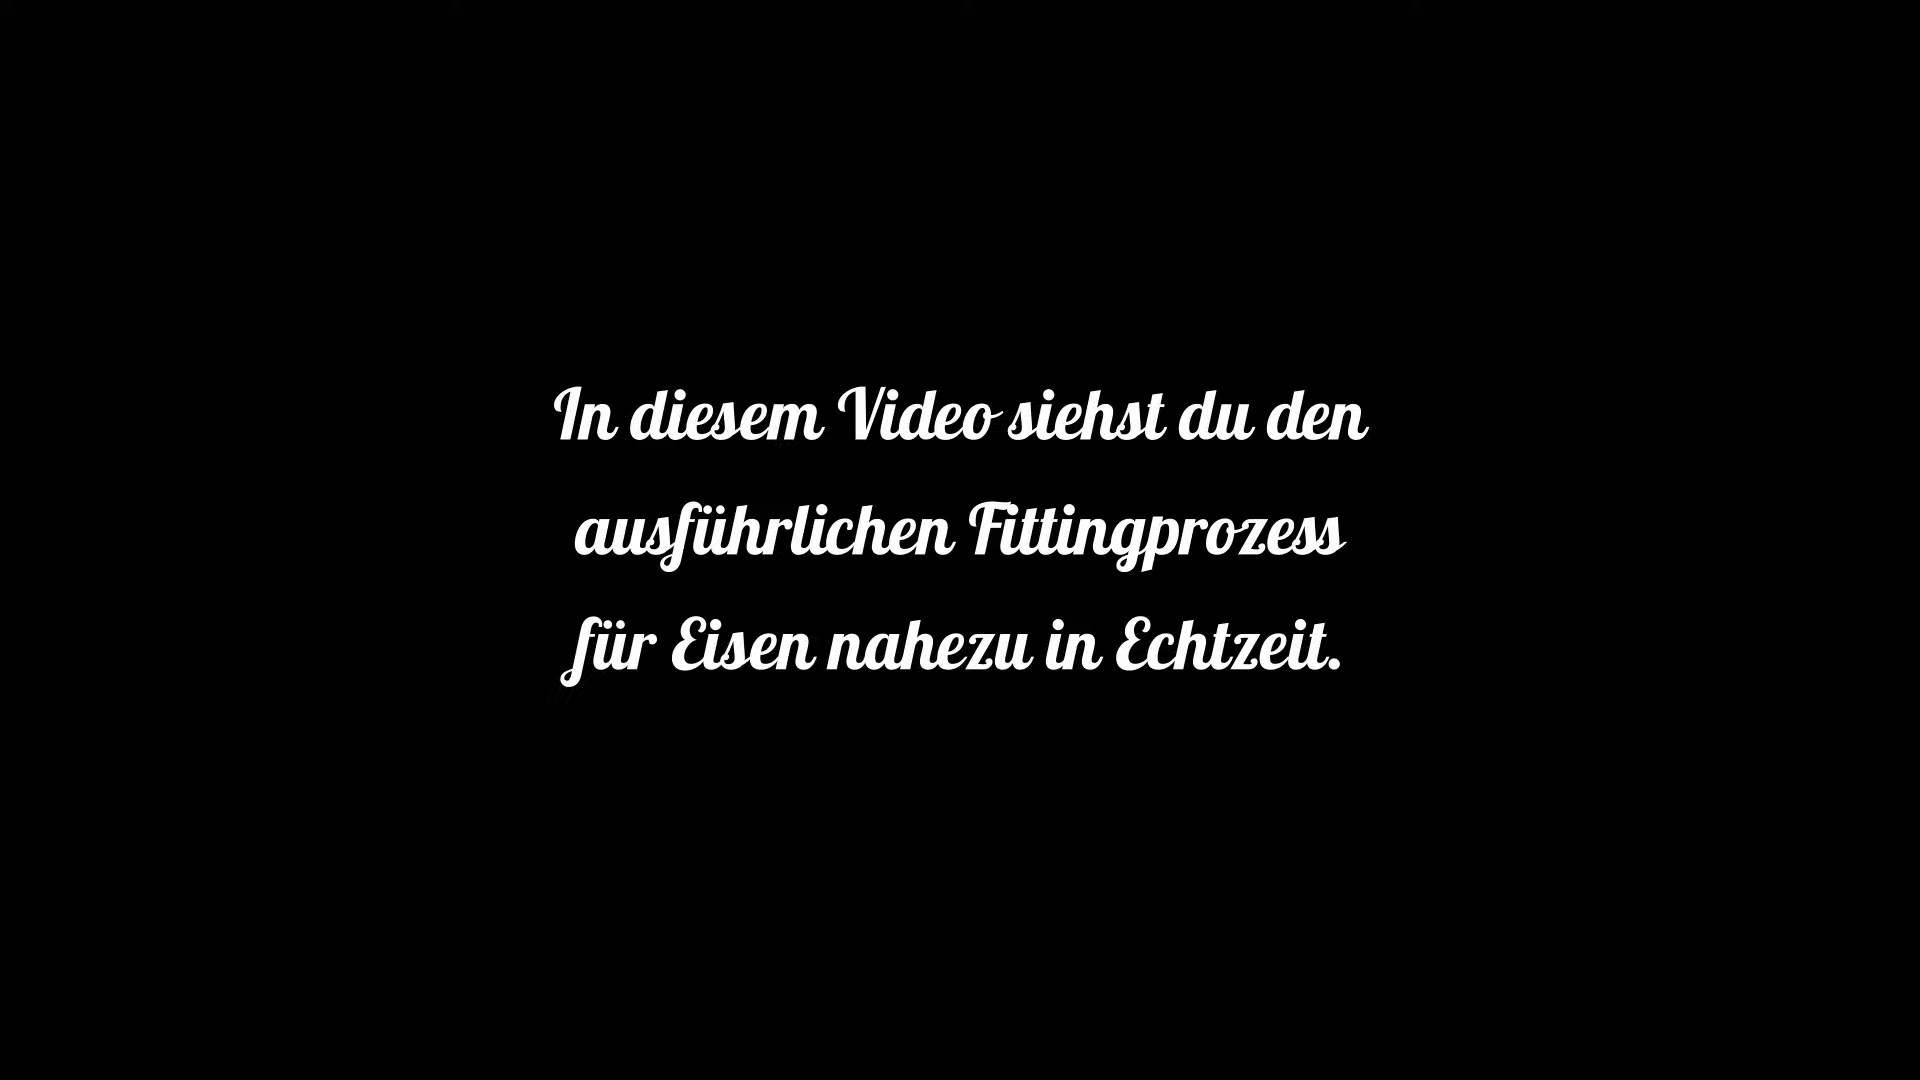 In diesem Video siehst du den
ausführlichen Fittingprozess
für Eisen nahezu in Echtzeit.